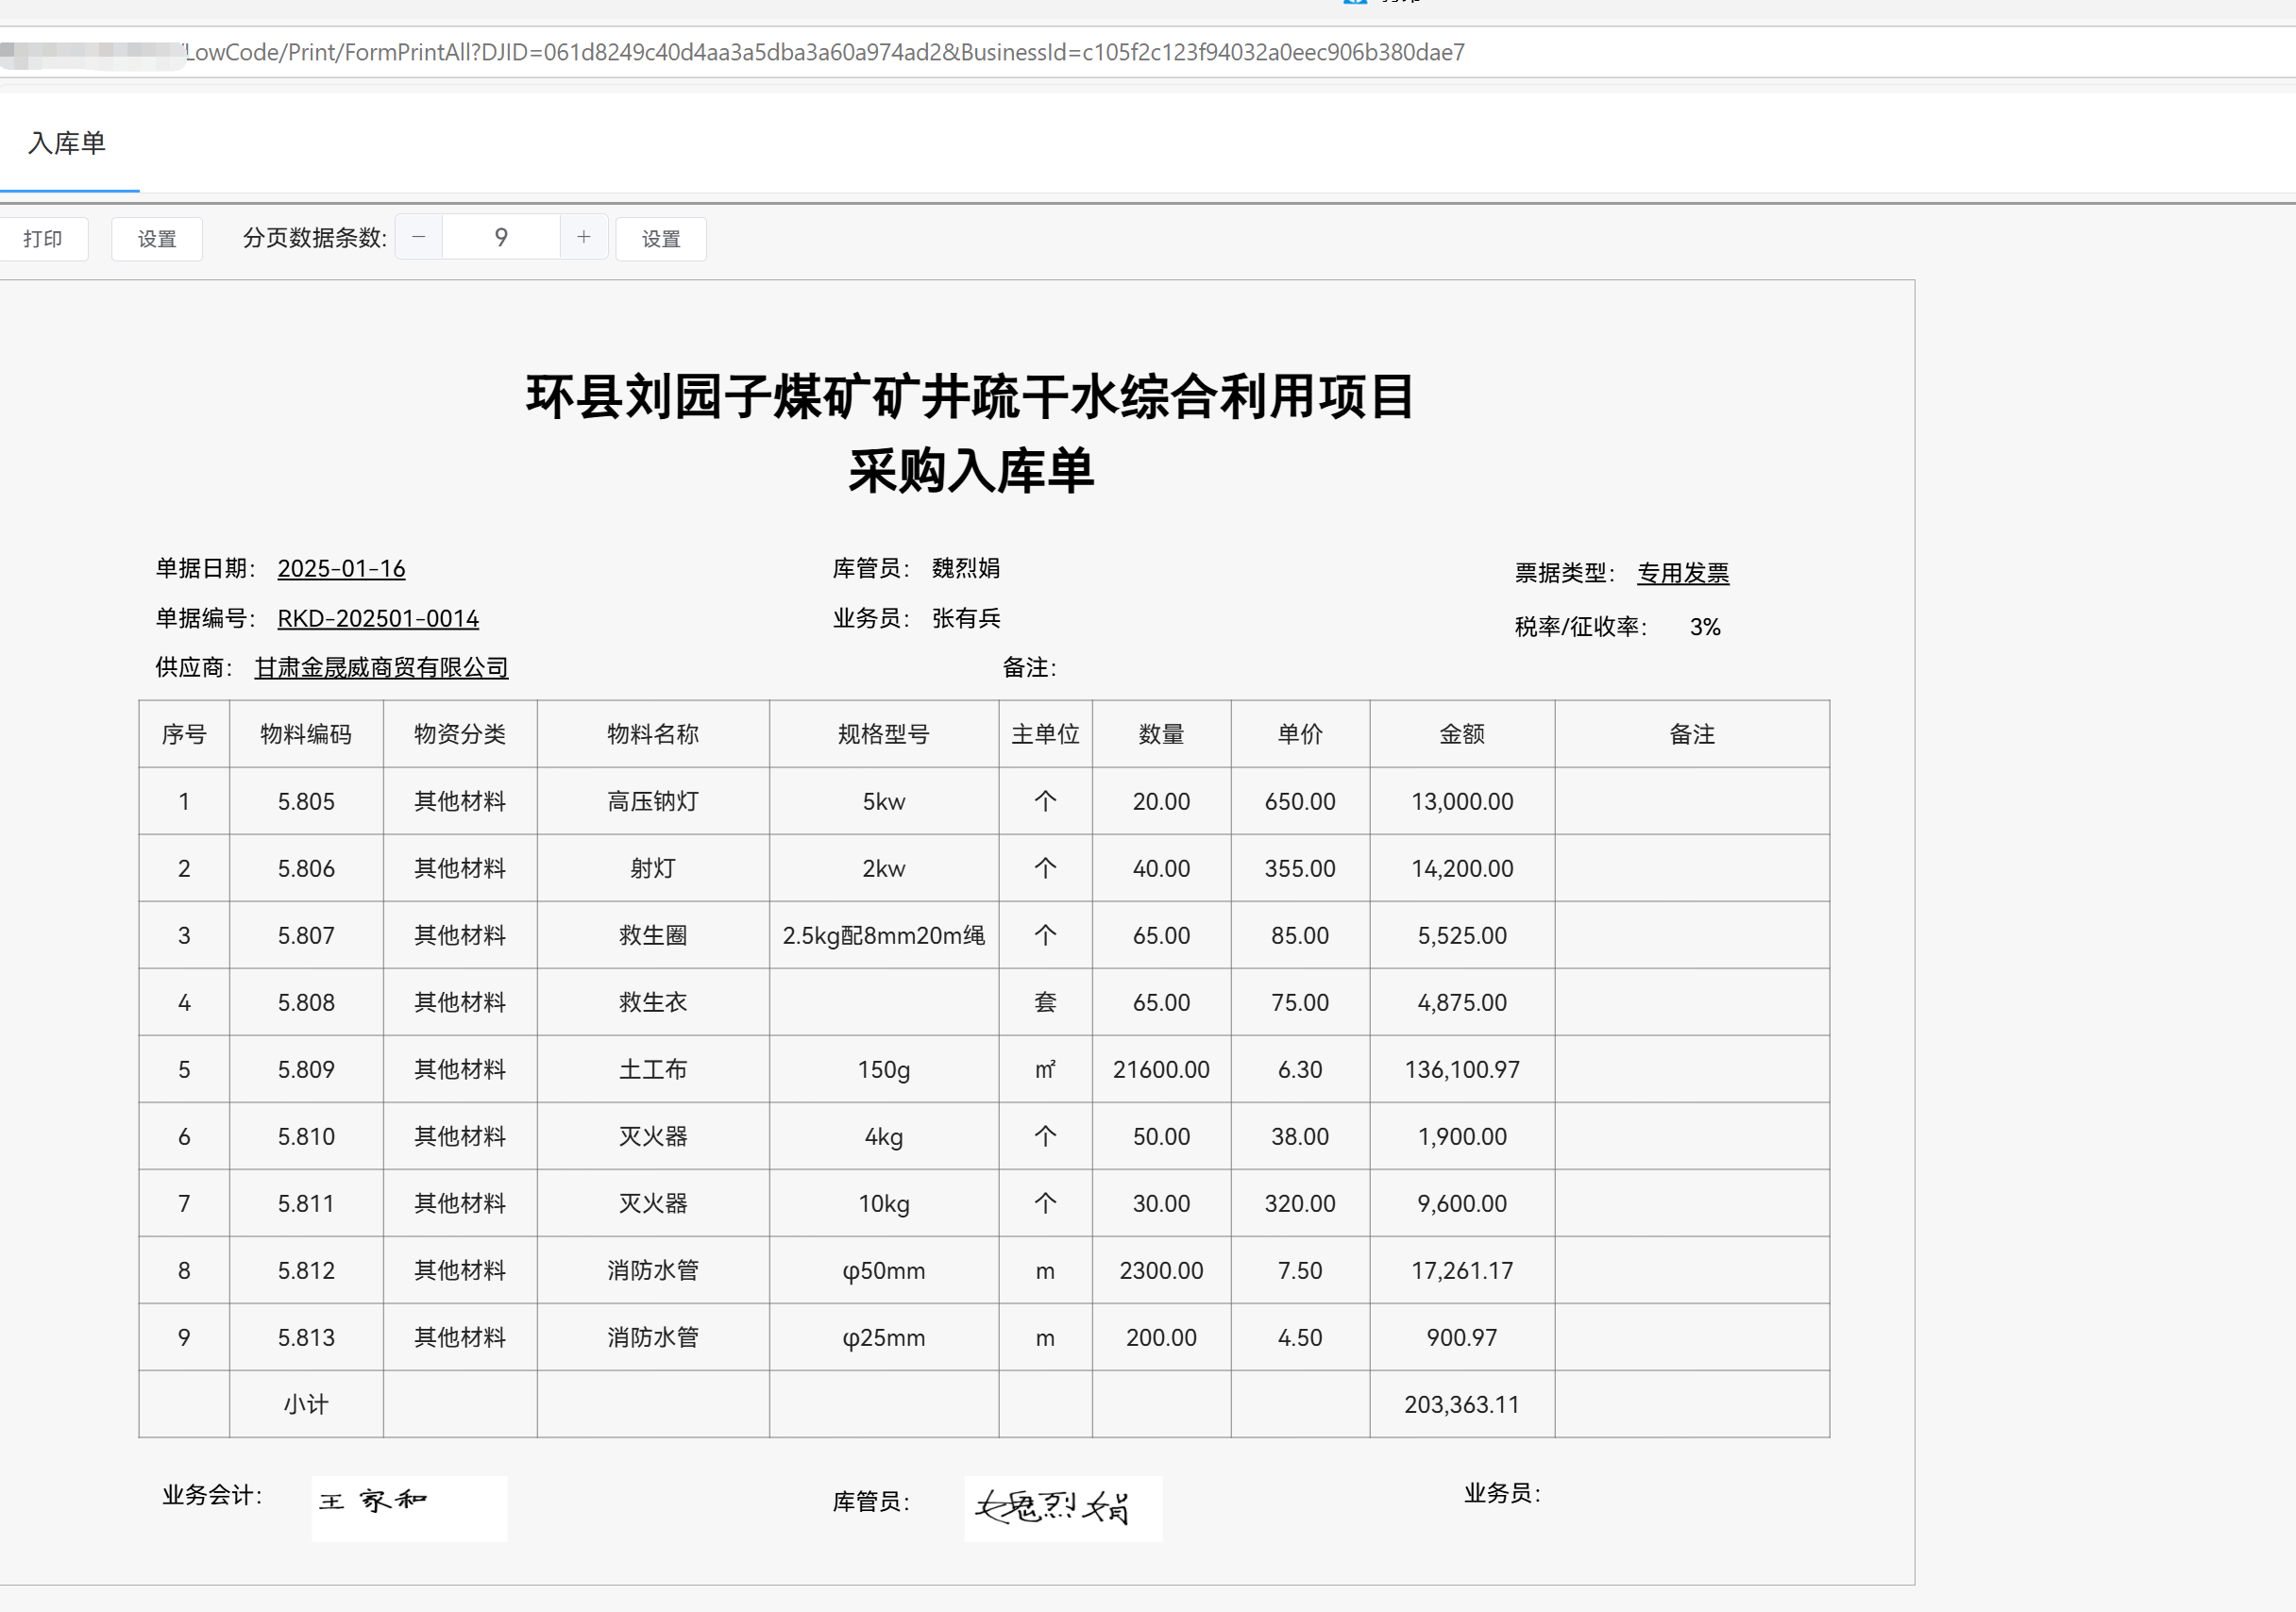 LowCode/Print/FormPrintAll?DJID=061d8249c40d4aa3a5dba3a60a974ad2&BusinessId=c105f2c123f94032a0eec906b380dae7
入库单
打印 设置 分页数据条数: − 9 + 设置
环县刘园子煤矿矿井疏干水综合利用项目
采购入库单
单据日期: 2025-01-16 库管员: 魏烈娟 票据类型: 专用发票
单据编号: RKD-202501-0014 业务员: 张有兵 税率/征收率: 3%
供应商: 甘肃金晟威商贸有限公司 备注:
序号 物料编码 物资分类 物料名称 规格型号 主单位 数量 单价 金额 备注
1 5.805 其他材料 高压钠灯 5kw 个 20.00 650.00 13,000.00
2 5.806 其他材料 射灯 2kw 个 40.00 355.00 14,200.00
3 5.807 其他材料 救生圈 2.5kg配8mm20m绳 个 65.00 85.00 5,525.00
4 5.808 其他材料 救生衣 套 65.00 75.00 4,875.00
5 5.809 其他材料 土工布 150g ㎡ 21600.00 6.30 136,100.97
6 5.810 其他材料 灭火器 4kg 个 50.00 38.00 1,900.00
7 5.811 其他材料 灭火器 10kg 个 30.00 320.00 9,600.00
8 5.812 其他材料 消防水管 φ50mm m 2300.00 7.50 17,261.17
9 5.813 其他材料 消防水管 φ25mm m 200.00 4.50 900.97
小计 203,363.11
业务会计: 王家和 库管员: 魏烈娟 业务员: